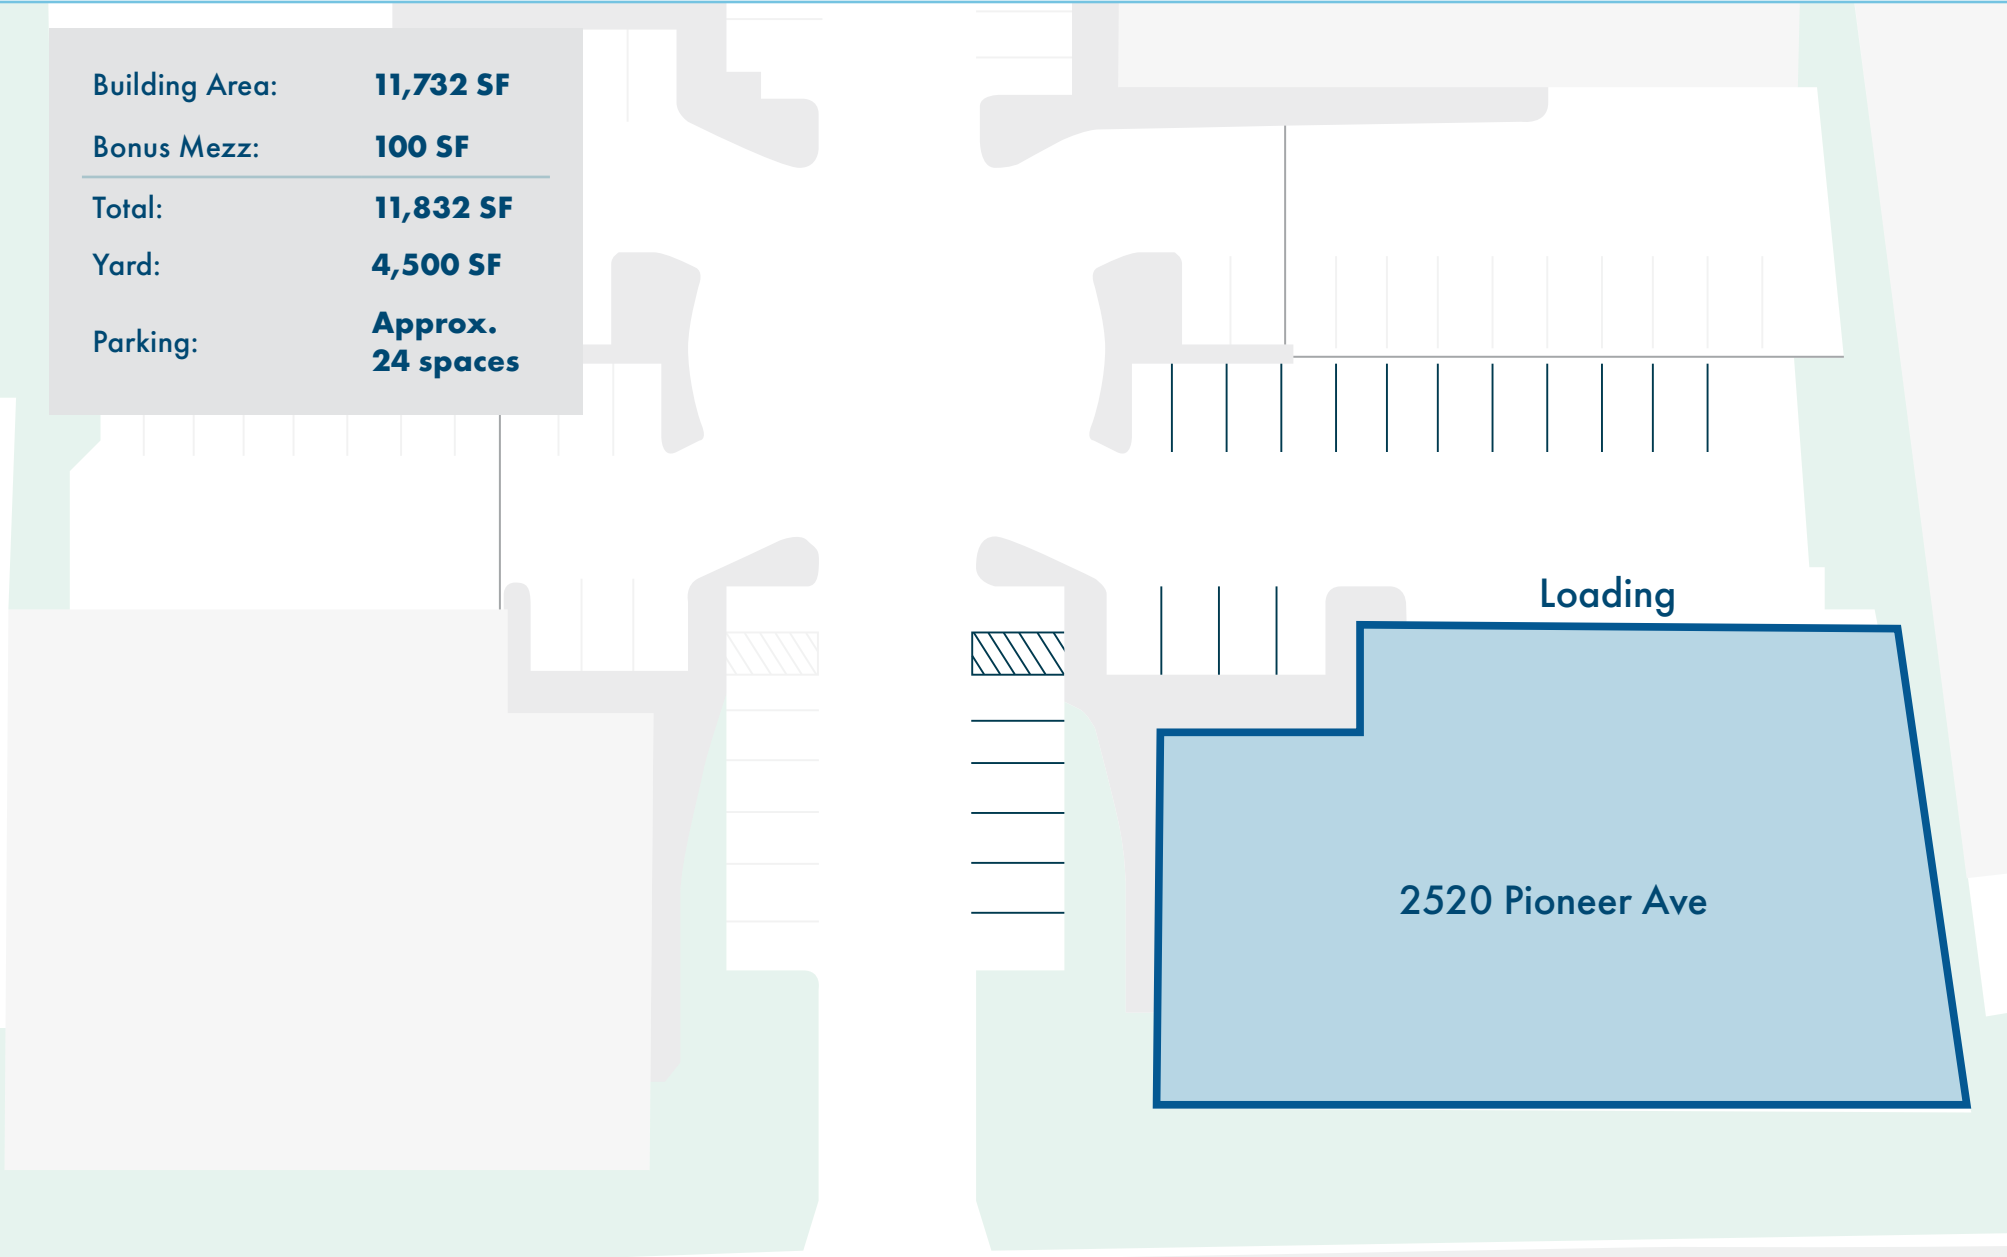 Building Area: 11,732 SF
Bonus Mezz: 100 SF
Total: 11,832 SF
Yard: 4,500 SF
Parking: Approx.
24 spaces
Loading
2520 Pioneer Ave